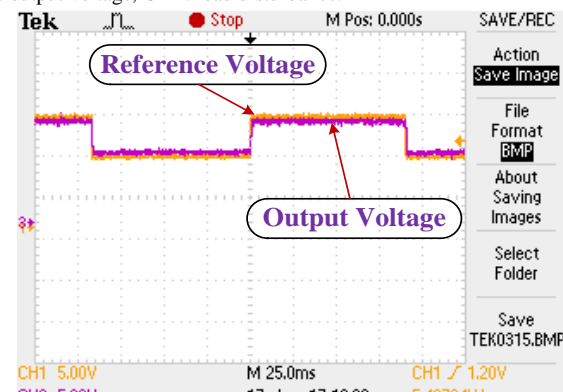 Tek Stop M Pos: 0.000s SAVE/REC
Action
Save Image
Reference Voltage
File
Format
BMP
About
Saving
Images
Output Voltage
Select
Folder
Save
TEK0315.BMP
CH1 5.00V M 25.0ms CH1 1.20V